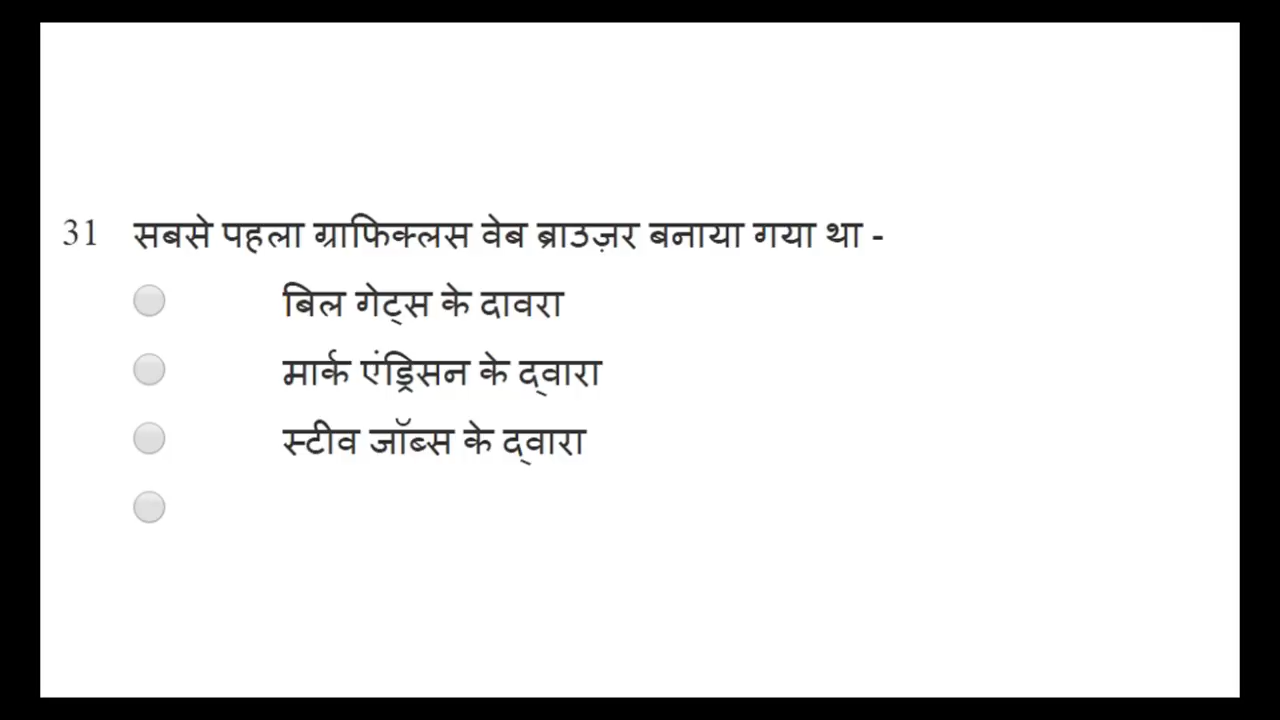 31 सबसे पहला ग्राफिक्लस वेब ब्राउज़र बनाया गया था -
बिल गेट्स के दावरा
मार्क एंड्रिसन के द्वारा
स्टीव जॉब्स के द्वारा